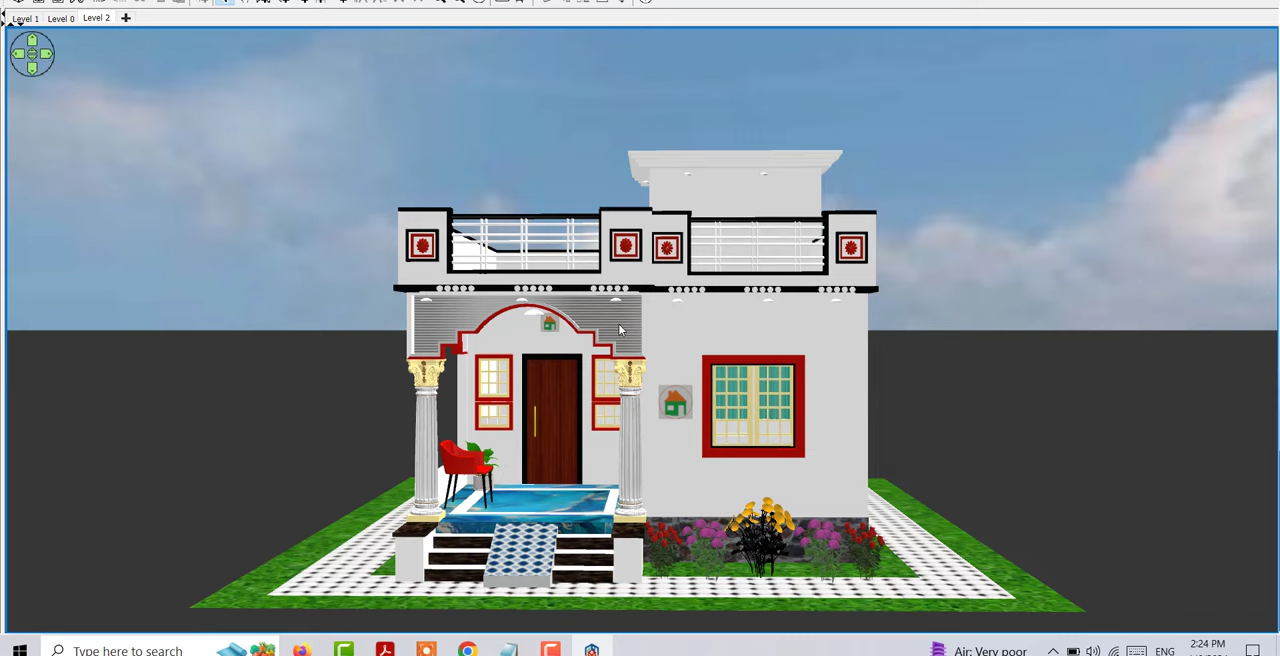 Level 1 Level 0 Level 2
Type here to search
Air: Very poor
ENG
2:24 PM